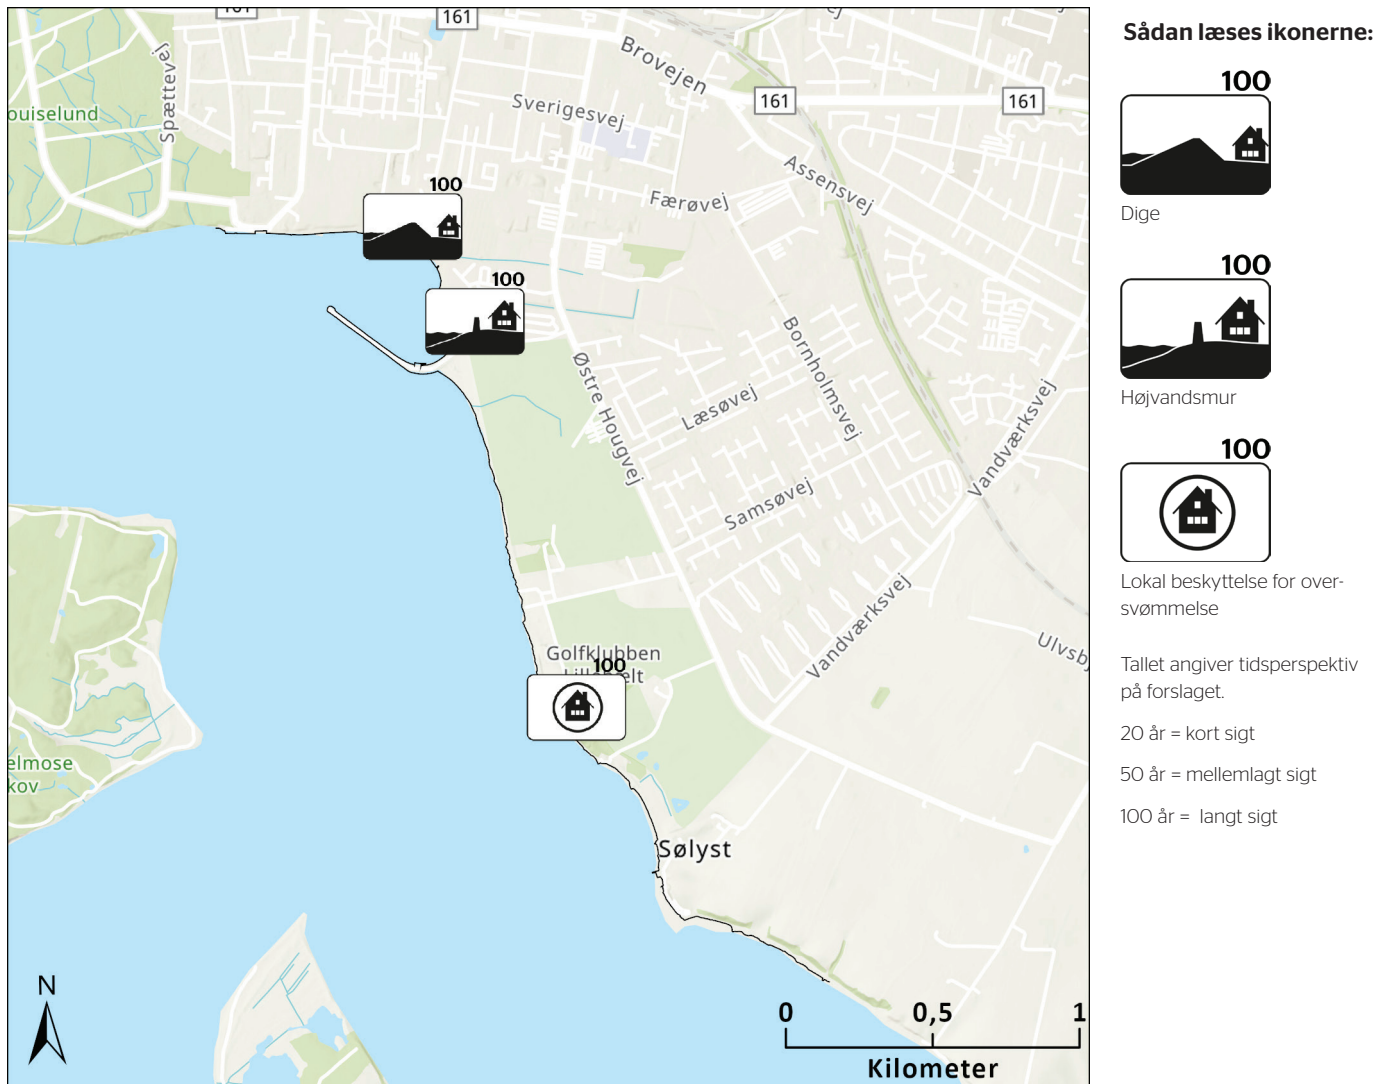 161
161
Brovejen
161
161
Spættevej
ouiselund
Sverigesvej
Assensvej
Færøvej
100
100
Bornholmsvej
Østre Hougvej
Læsøvej
Vandværksvej
Samsøvej
Vandværksvej
Ulvsb
Golfklubben
100
elmose
kov
Sølyst
N
0 0,5 1
Kilometer
Sådan læses ikonerne:
100
Dige
100
Højvandsmur
100
Lokal beskyttelse for over-
svømmelse
Tallet angiver tidsperspektiv
på forslaget.
20 år = kort sigt
50 år = mellemlagt sigt
100 år = langt sigt